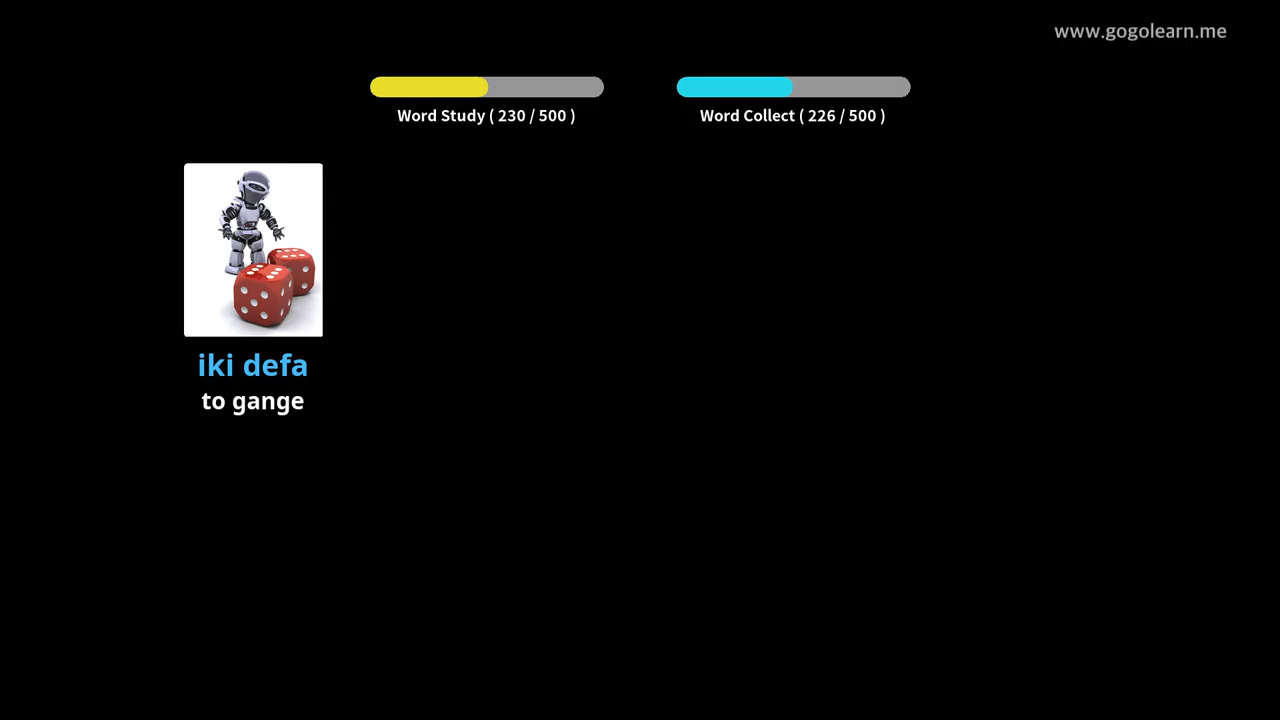 www.gogolearn.me
Word Study ( 230 / 500 )
Word Collect ( 226 / 500 )
iki defa
to gange